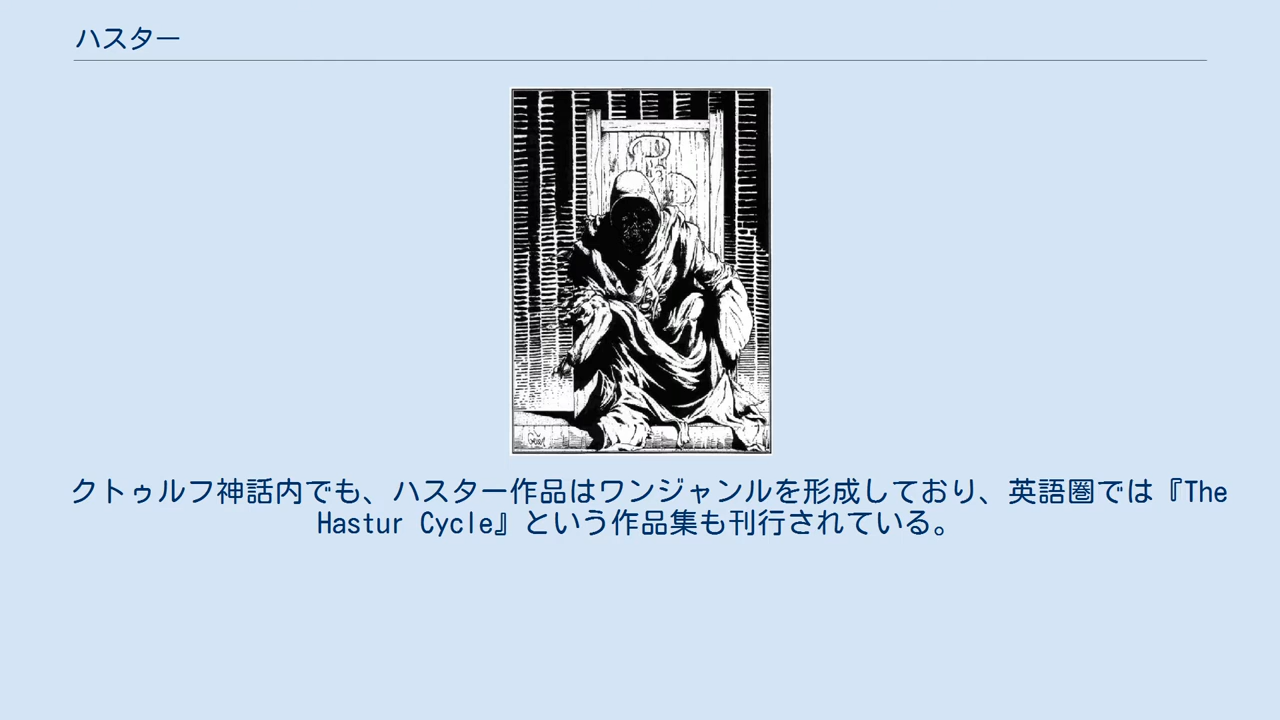 ハスター
クトゥルフ神話内でも、ハスター作品はワンジャンルを形成しており、英語圏では『The
Hastur Cycle』という作品集も刊行されている。